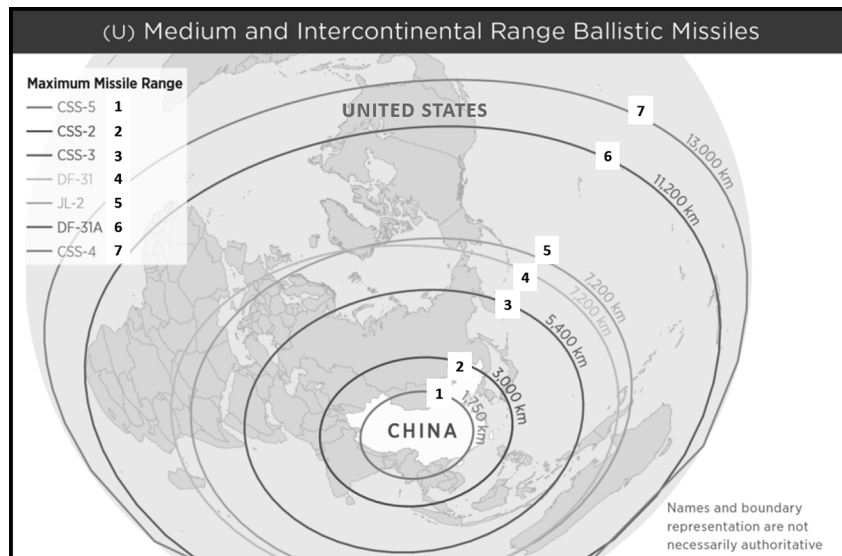 (U) Medium and Intercontinental Range Ballistic Missiles
Maximum Missile Range
CSS-5 1
CSS-2 2
CSS-3 3
DF-31 4
JL-2 5
DF-31A 6
CSS-4 7
UNITED STATES
7
13,000 km
6
11,200 km
5
7,200 km
4
7,200 km
3
5,400 km
2
3,000 km
1
1,750 km
CHINA
Names and boundary
representation are not
necessarily authoritative